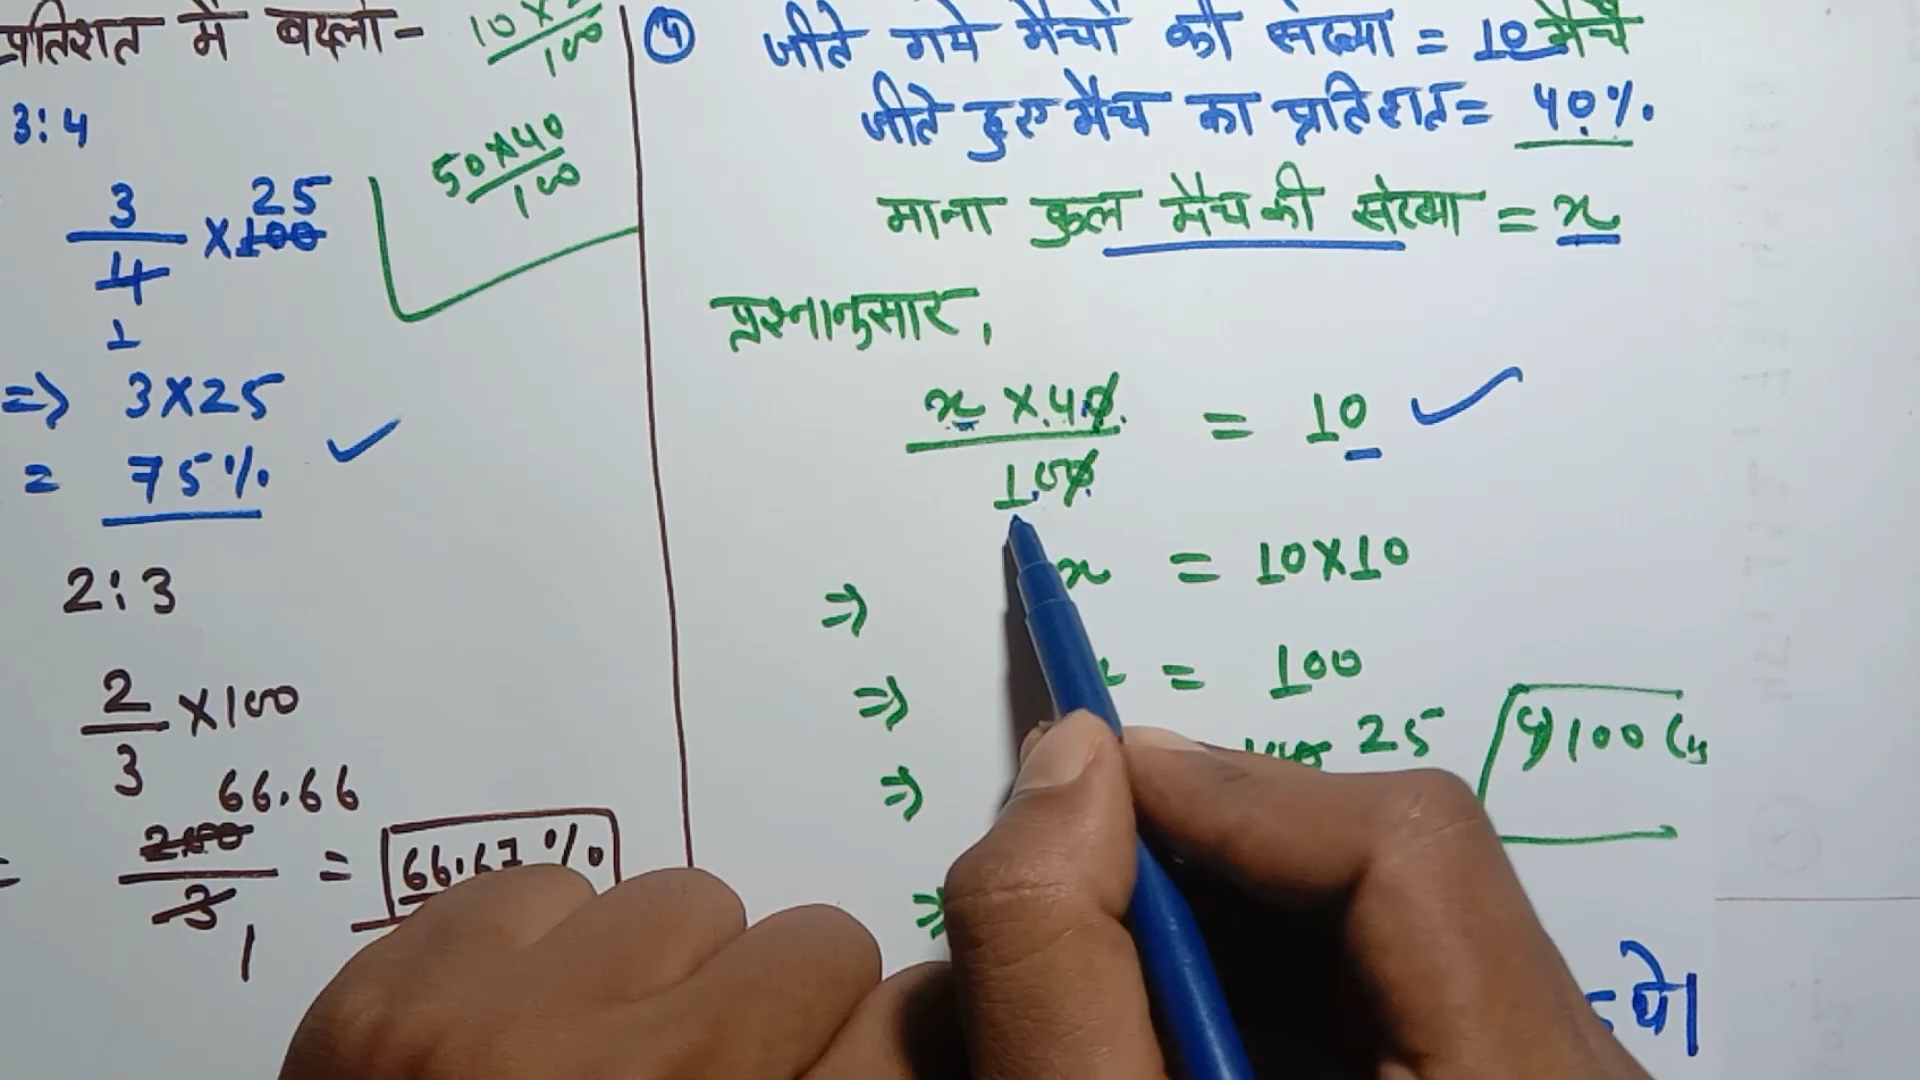 प्रतिशत में बदलो-
3:4
3/4 × 100 25
1
=> 3×25
= 75%
2:3
2/3 × 100
66.66
200/3 = 66.67%
1
50×40/100
जीते गये मैचों की संख्या = 10 मैच
जीते हुए मैच का प्रतिशत = 40%.
माना कुल मैच की संख्या = x
प्रश्नानुसार,
x × 40/100 = 10
=> x = 10×10
=> = 100
=> 100 25
4)100(
=>
थे।